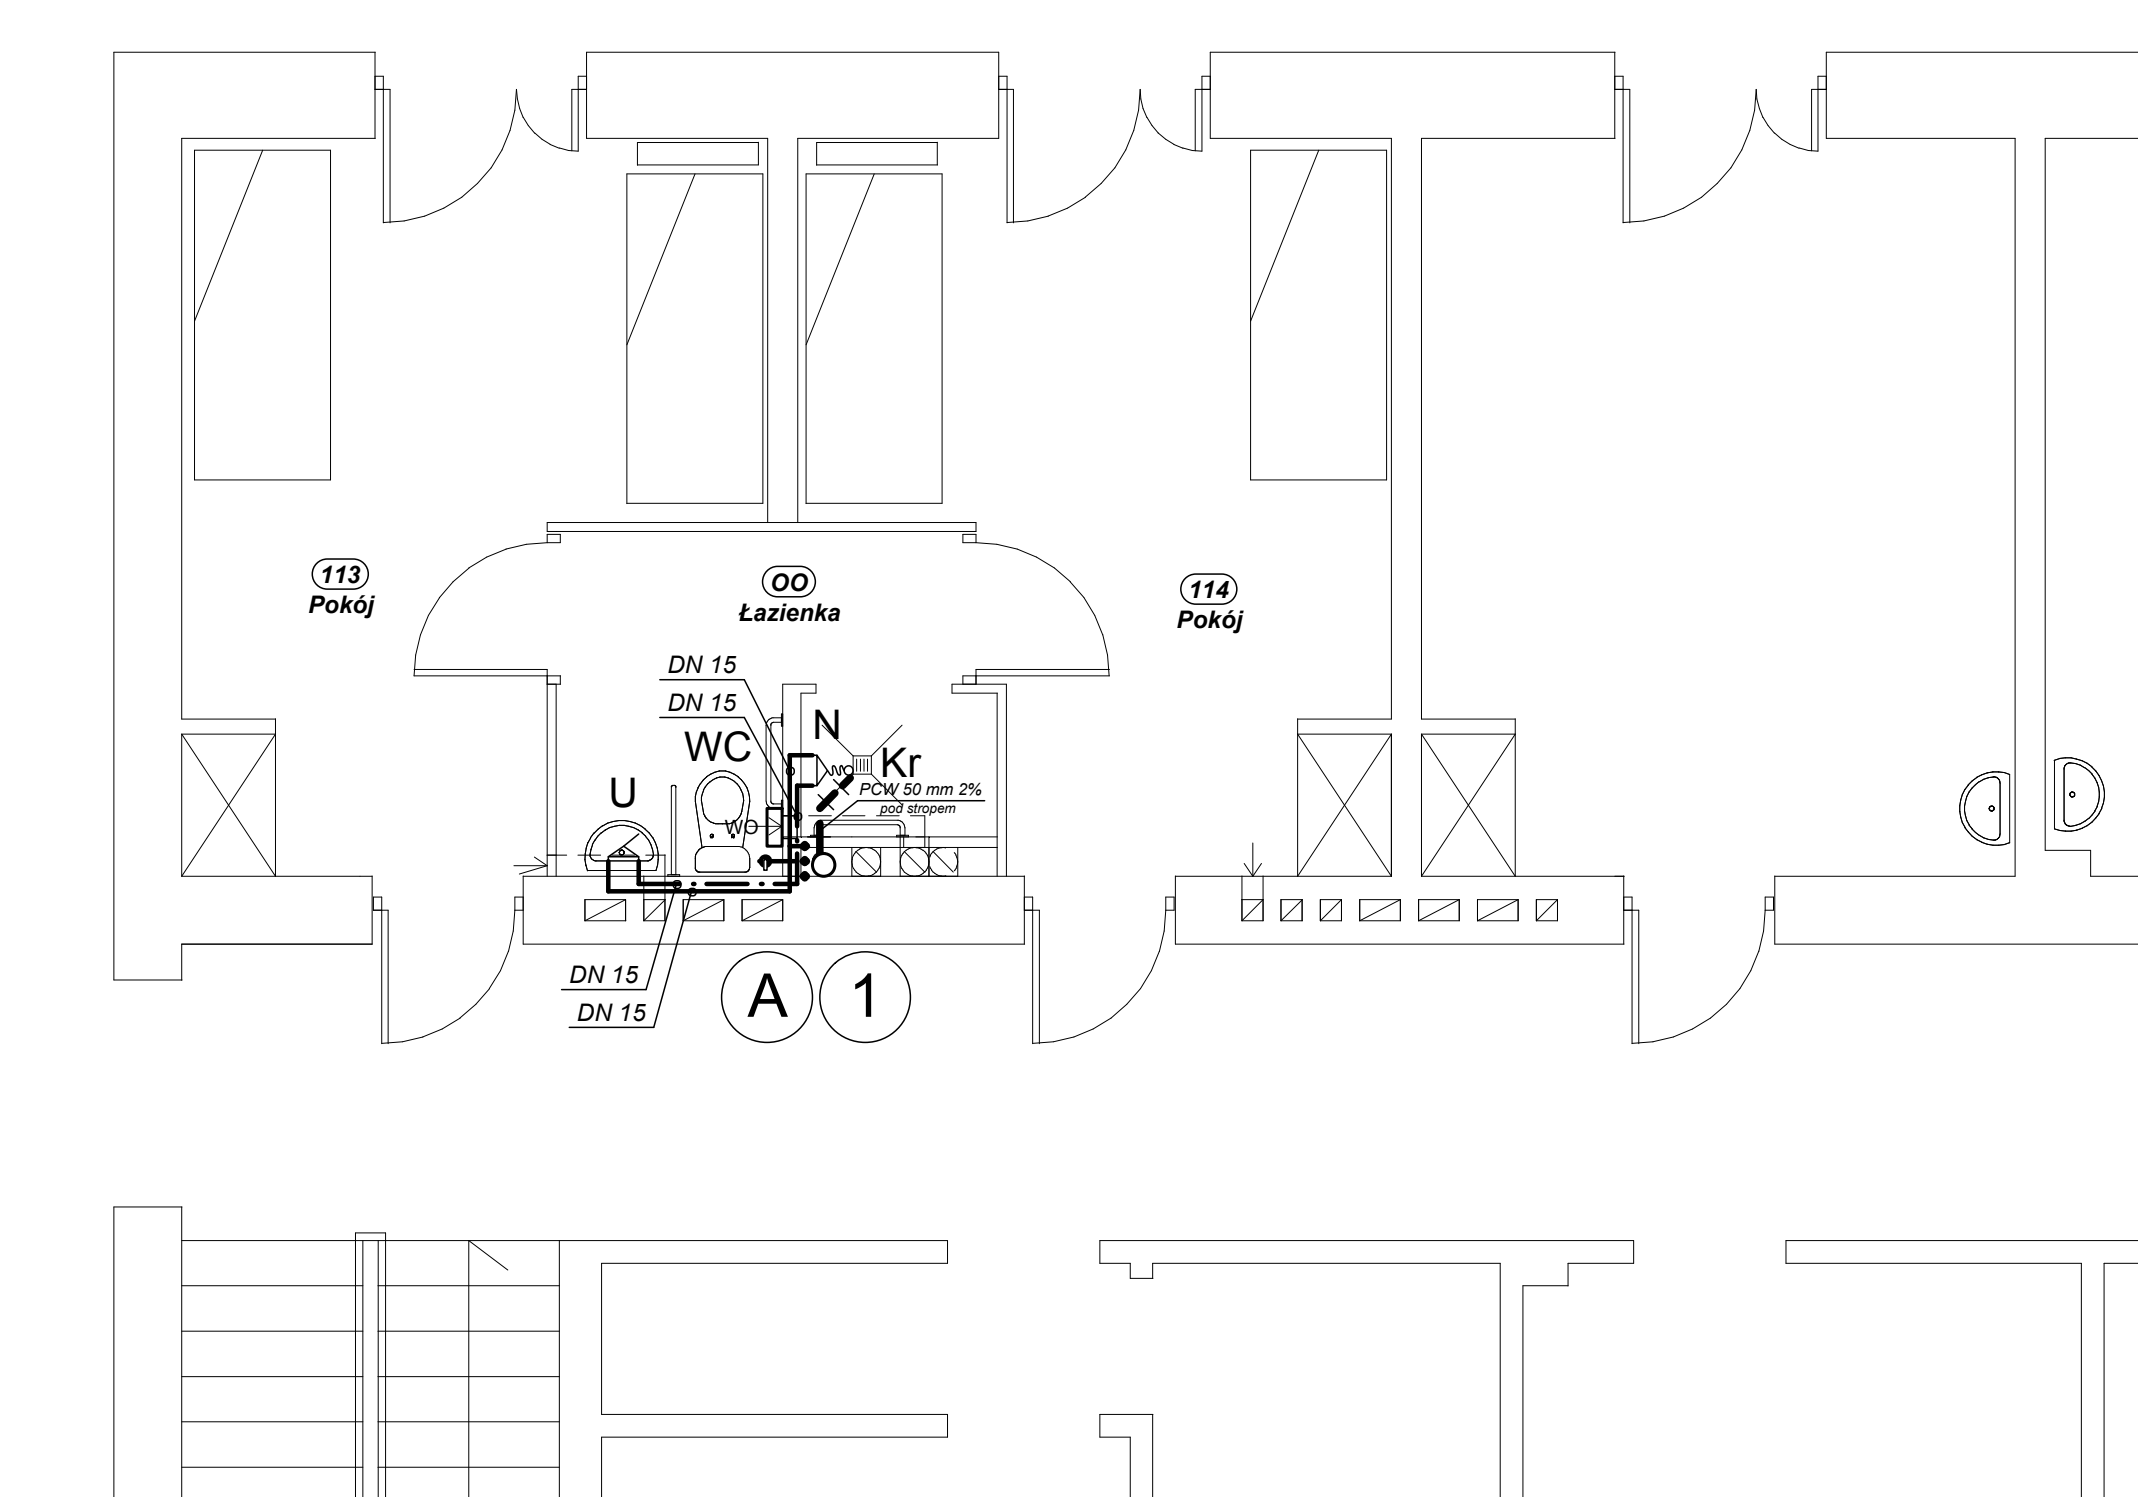 113
Pokój
OO
Łazienka
114
Pokój
DN 15
DN 15
N
WC
Kr
U
PCW 50 mm 2%
pod stropem
WO
DN 15
DN 15
A
1